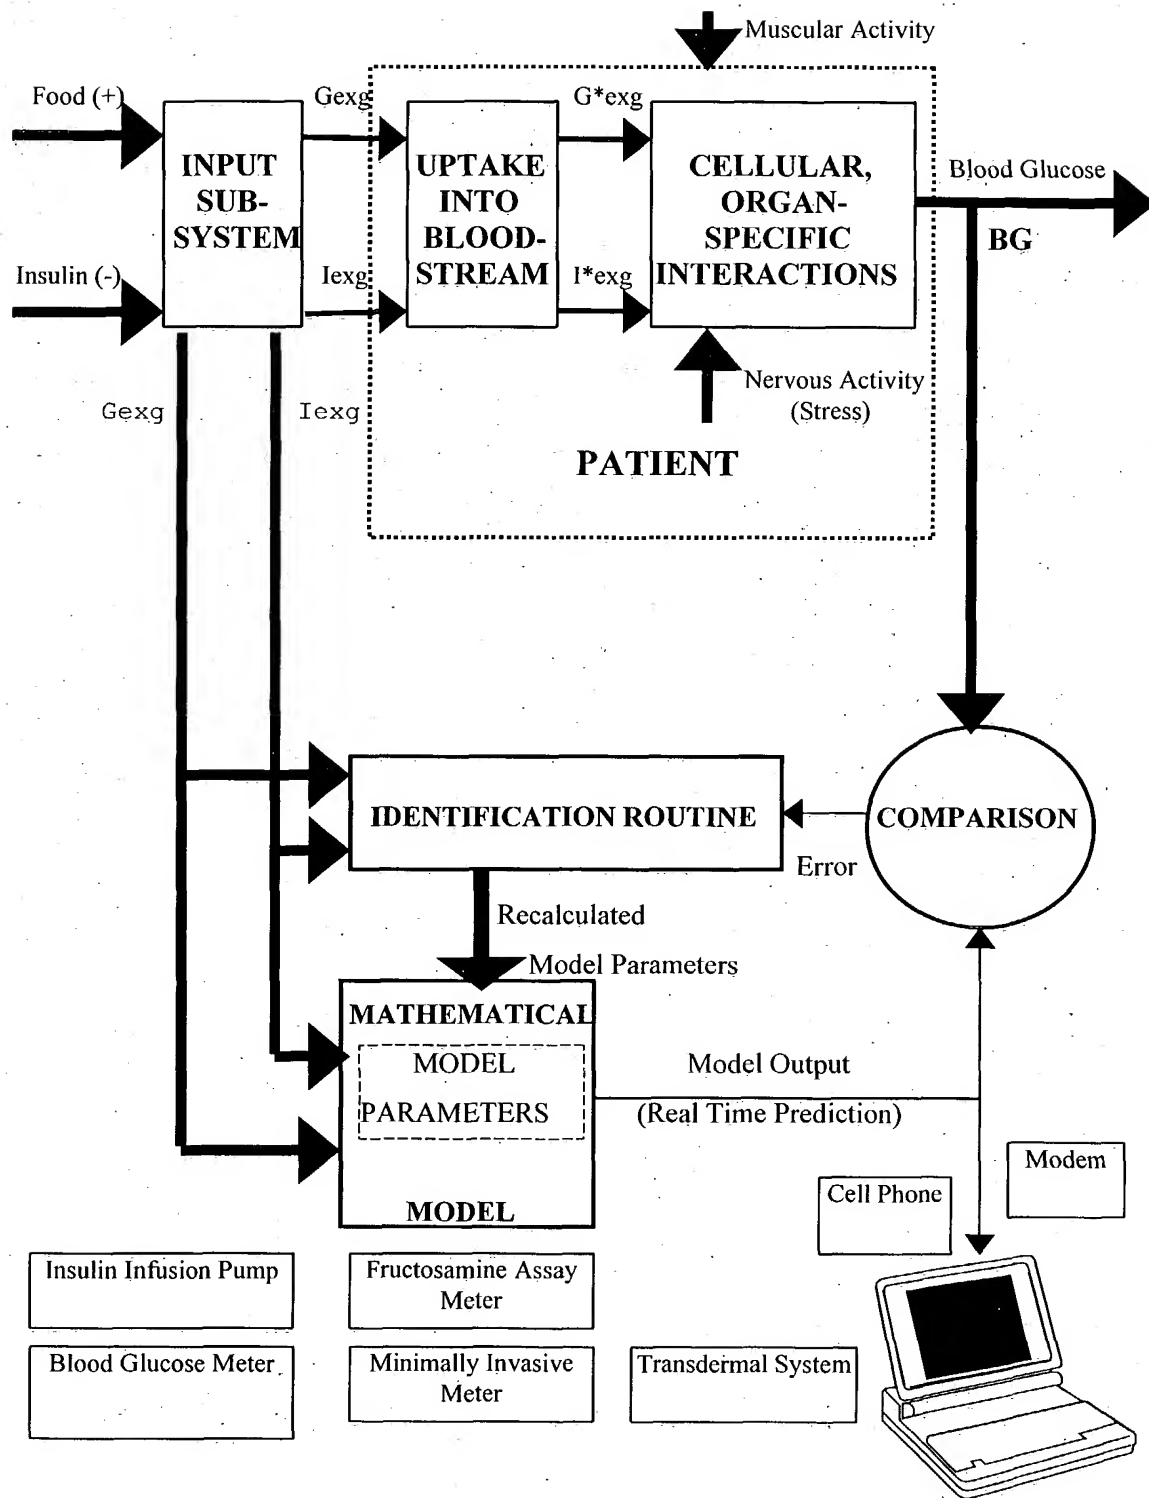 Muscular Activity
Food (+)
Gexg
G*exg
INPUT
SUB-
SYSTEM
UPTAKE
INTO
BLOOD-
STREAM
CELLULAR,
ORGAN-
SPECIFIC
INTERACTIONS
Blood Glucose
BG
Insulin (-)
Iexg
I*exg
Nervous Activity
(Stress)
Gexg
Iexg
PATIENT
IDENTIFICATION ROUTINE
COMPARISON
Error
Recalculated
Model Parameters
MATHEMATICAL
MODEL
PARAMETERS
MODEL
Model Output
(Real Time Prediction)
Modem
Cell Phone
Insulin Infusion Pump
Fructosamine Assay
Meter
Blood Glucose Meter
Minimally Invasive
Meter
Transdermal System